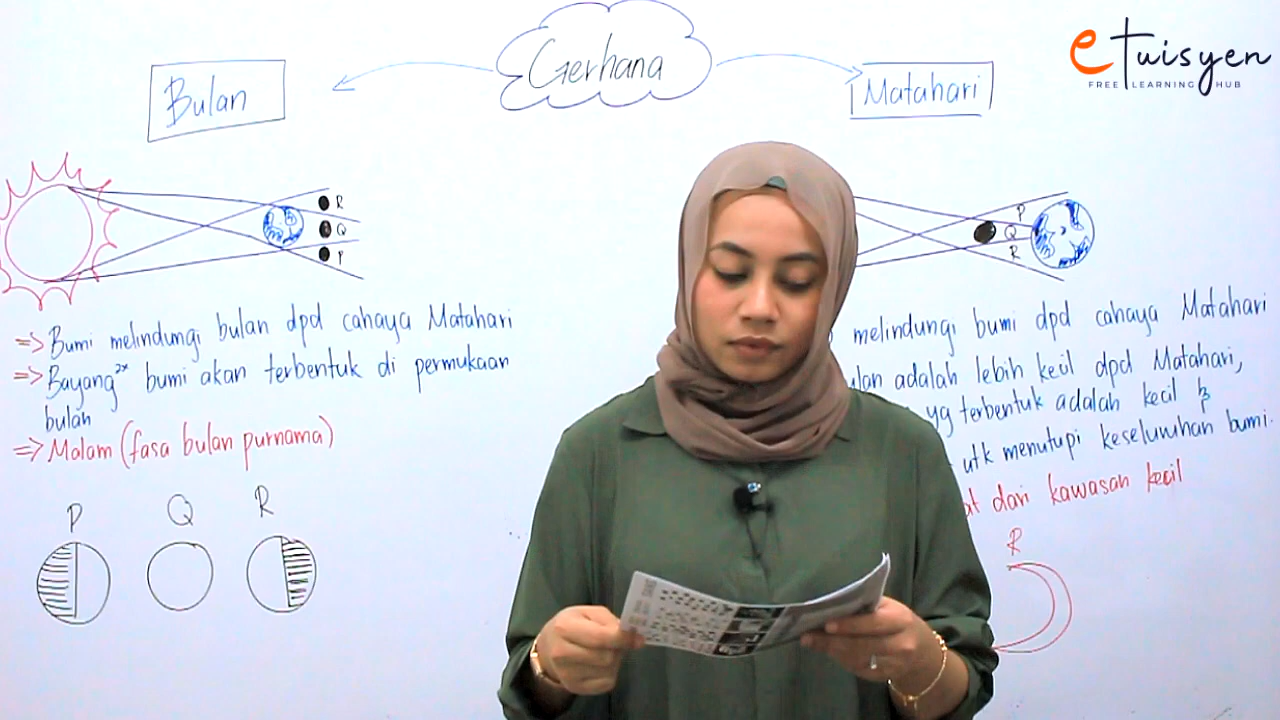 Gerhana
Bulan
Matahari
eTuisyen
FREE LEARNING HUB
R
Q
P
P
Q
R
=> Bumi melindungi bulan dpd cahaya Matahari
=> Bayang2x bumi akan terbentuk di permukaan
bulan
=> Malam (fasa bulan purnama)
P Q R
melindungi bumi dpd cahaya Matahari
adalah lebih kecil dpd Matahari,
yg terbentuk adalah kecil
utk menutupi keseluruhan bumi.
dari kawasan kecil
R